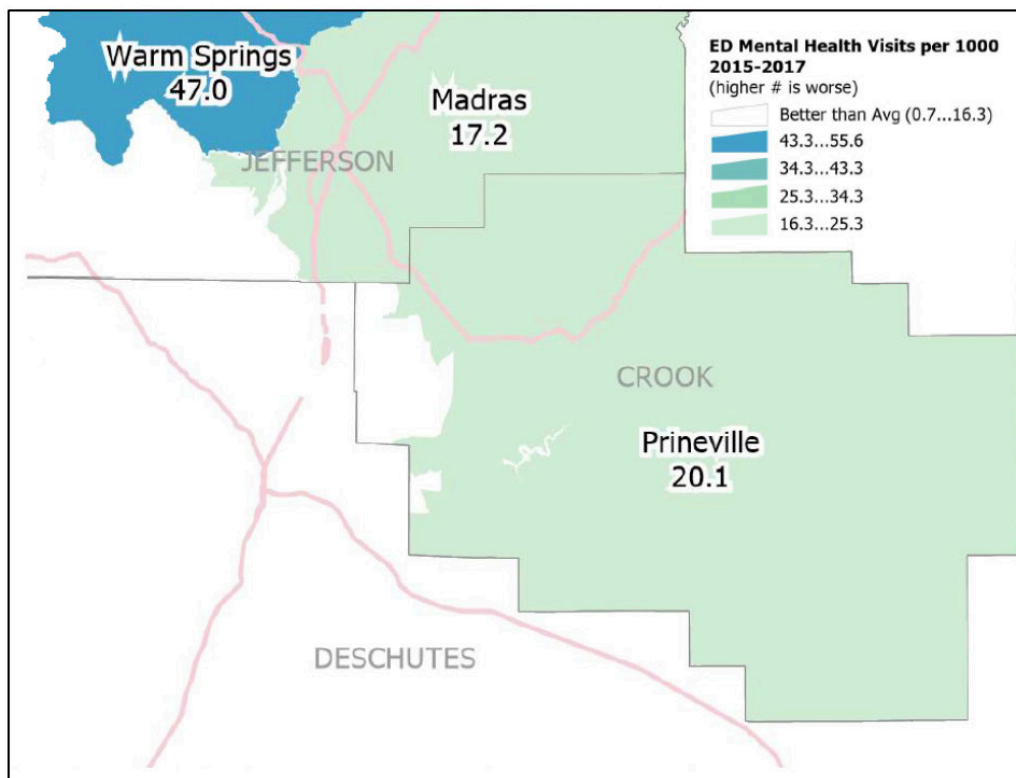 Warm Springs
47.0
Madras
17.2
JEFFERSON
ED Mental Health Visits per 1000
2015-2017
(higher # is worse)
Better than Avg (0.7...16.3)
43.3...55.6
34.3...43.3
25.3...34.3
16.3...25.3
CROOK
Prineville
20.1
DESCHUTES